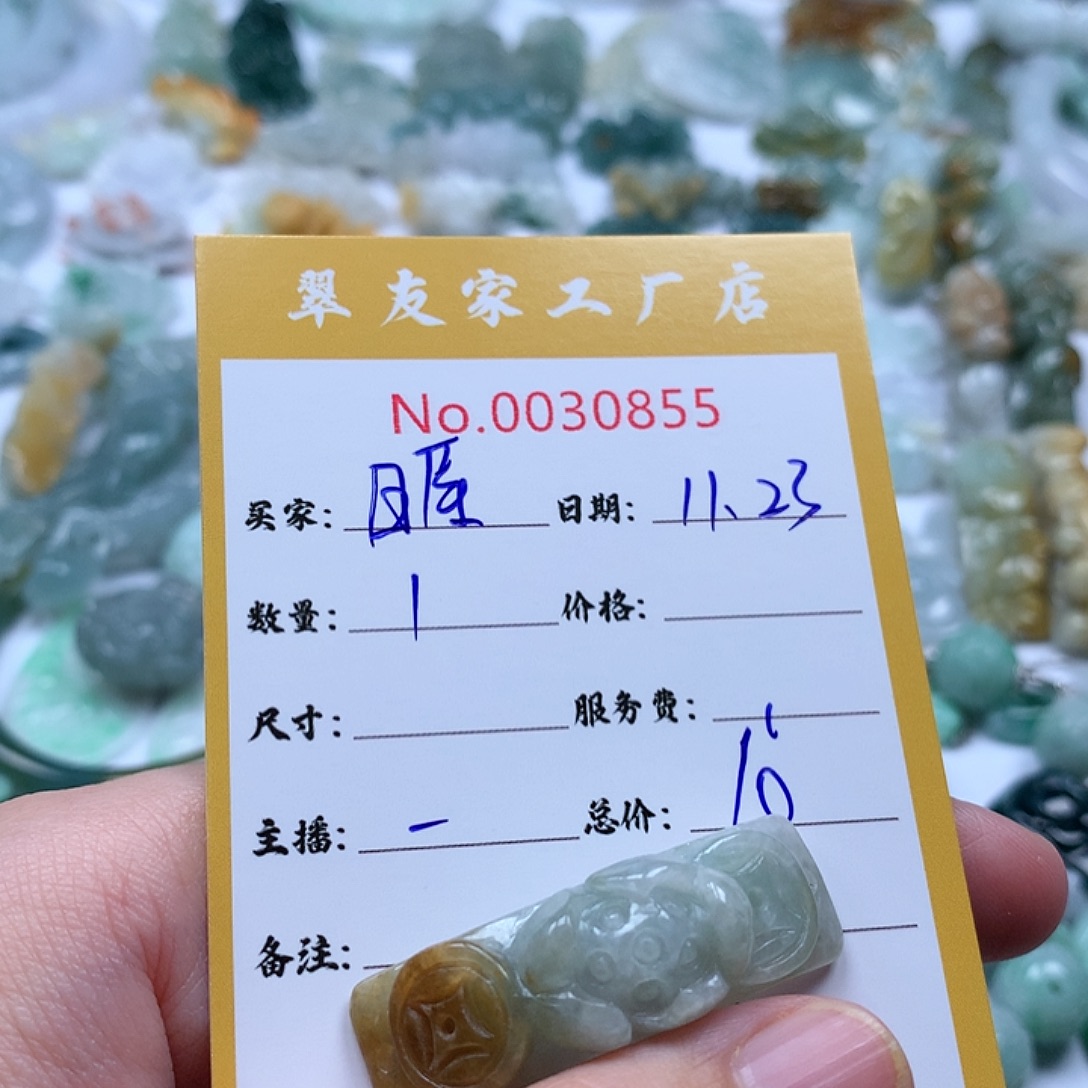 翠友家工厂店
No.0030855
买家: 日期: 11.23
数量: 1 价格:
尺寸: 服务费:
主播: 一 总价:
备注: